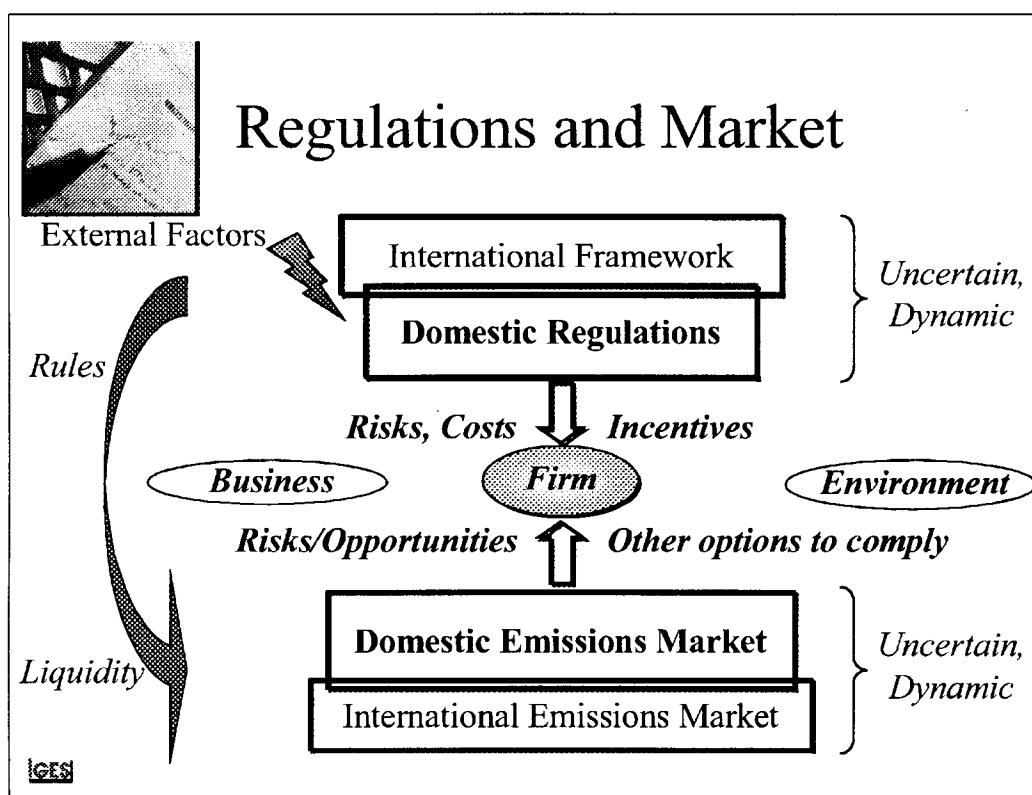 Regulations and Market
External Factors
International Framework
Uncertain,
Dynamic
Domestic Regulations
Rules
Risks, Costs
Incentives
Business
Firm
Environment
Risks/Opportunities
Other options to comply
Domestic Emissions Market
Uncertain,
Dynamic
Liquidity
International Emissions Market
IGES